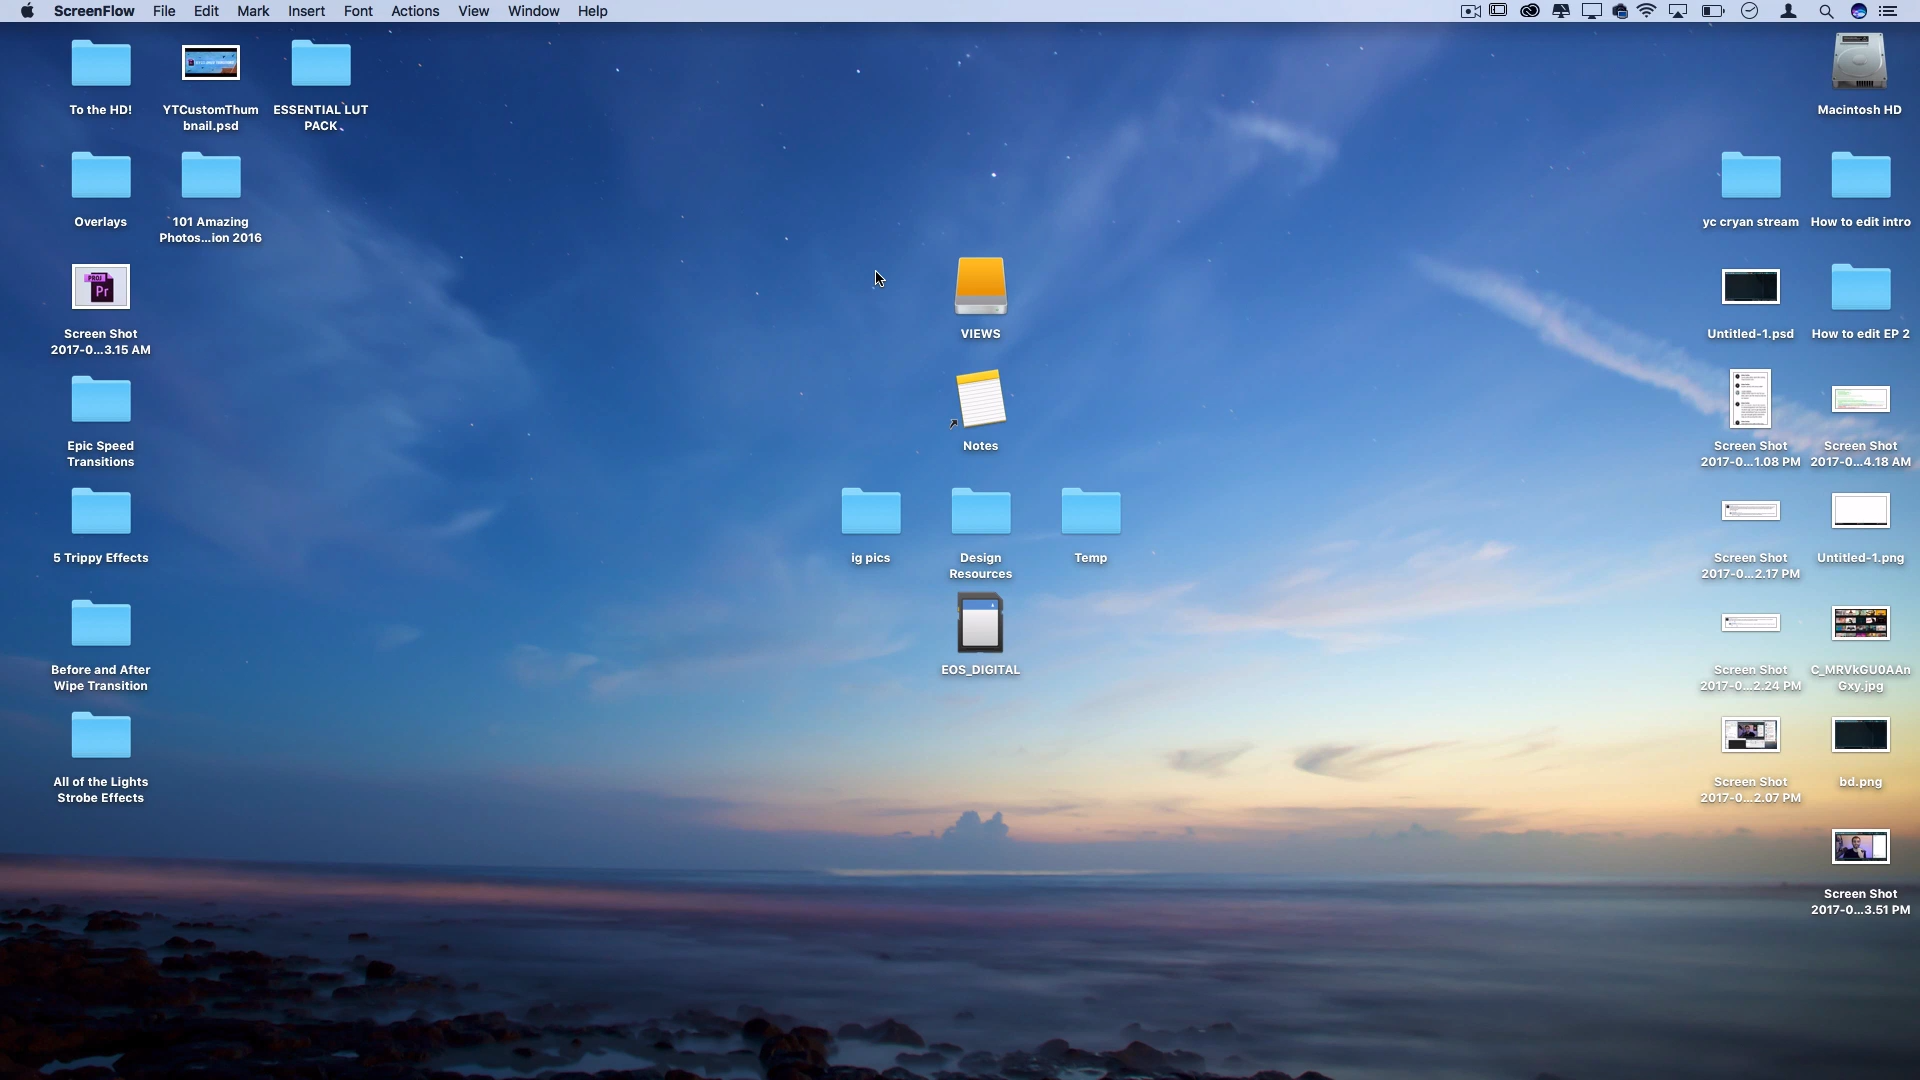 ScreenFlow File Edit Mark Insert Font Actions View Window Help
To the HD!
YTCustomThum
bnail.psd
ESSENTIAL LUT
PACK
Macintosh HD
Overlays
101 Amazing
Photos...ion 2016
yc cryan stream
How to edit intro
PROJ
Pr
Screen Shot
2017-0...3.15 AM
VIEWS
Untitled-1.psd
How to edit EP 2
Epic Speed
Transitions
Notes
Screen Shot
2017-0...1.08 PM
Screen Shot
2017-0...4.18 AM
5 Trippy Effects
ig pics
Design
Resources
Temp
Screen Shot
2017-0...2.17 PM
Untitled-1.png
Before and After
Wipe Transition
EOS_DIGITAL
Screen Shot
2017-0...2.24 PM
C_MRVkGU0AAn
Gxy.jpg
All of the Lights
Strobe Effects
Screen Shot
2017-0...2.07 PM
bd.png
Screen Shot
2017-0...3.51 PM